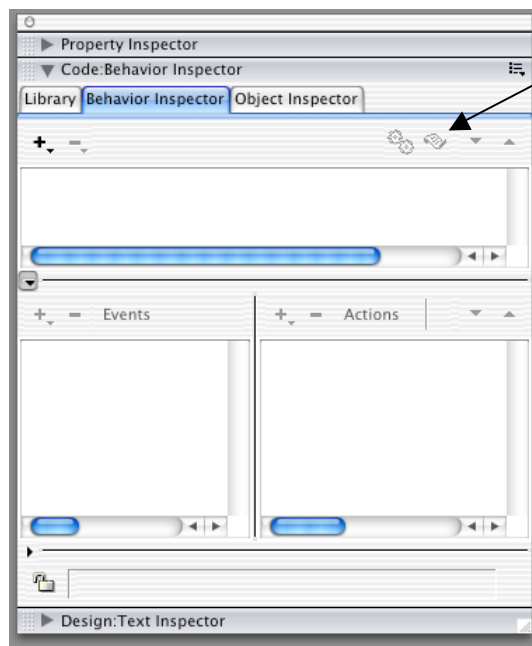 Property Inspector
Code:Behavior Inspector
Library Behavior Inspector Object Inspector
Events Actions
Design:Text Inspector